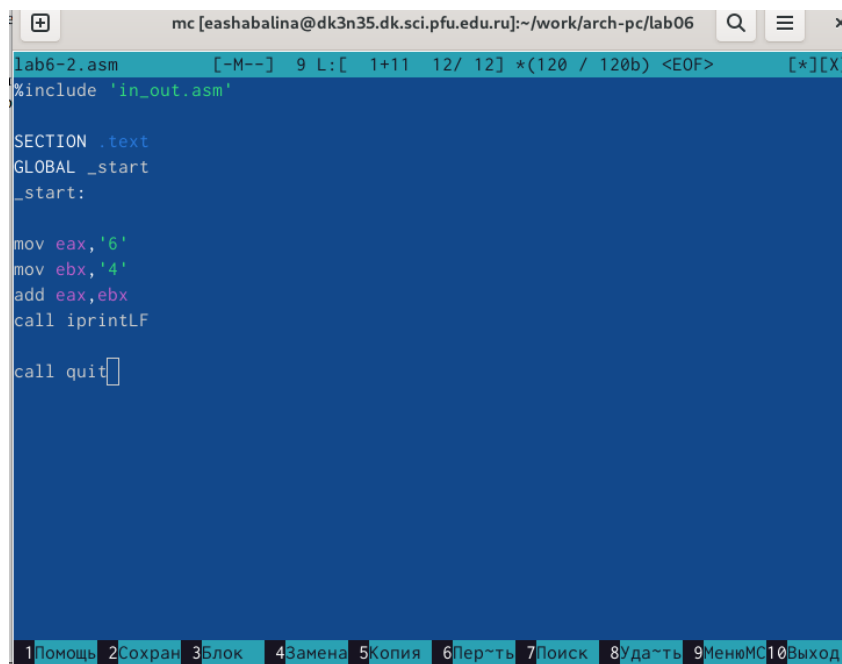 mc [eashabalina@dk3n35.dk.sci.pfu.edu.ru]:~/work/arch-pc/lab06
lab6-2.asm [-M--] 9 L:[ 1+11 12/ 12] *(120 / 120b) <EOF> [*][X
%include 'in_out.asm'
SECTION .text
GLOBAL _start
_start:
mov eax,'6'
mov ebx,'4'
add eax,ebx
call iprintLF
call quit
1Помощь 2Сохран 3Блок 4Замена 5Копия 6Пер~ть 7Поиск 8Уда~ть 9МенюMC 10Выход